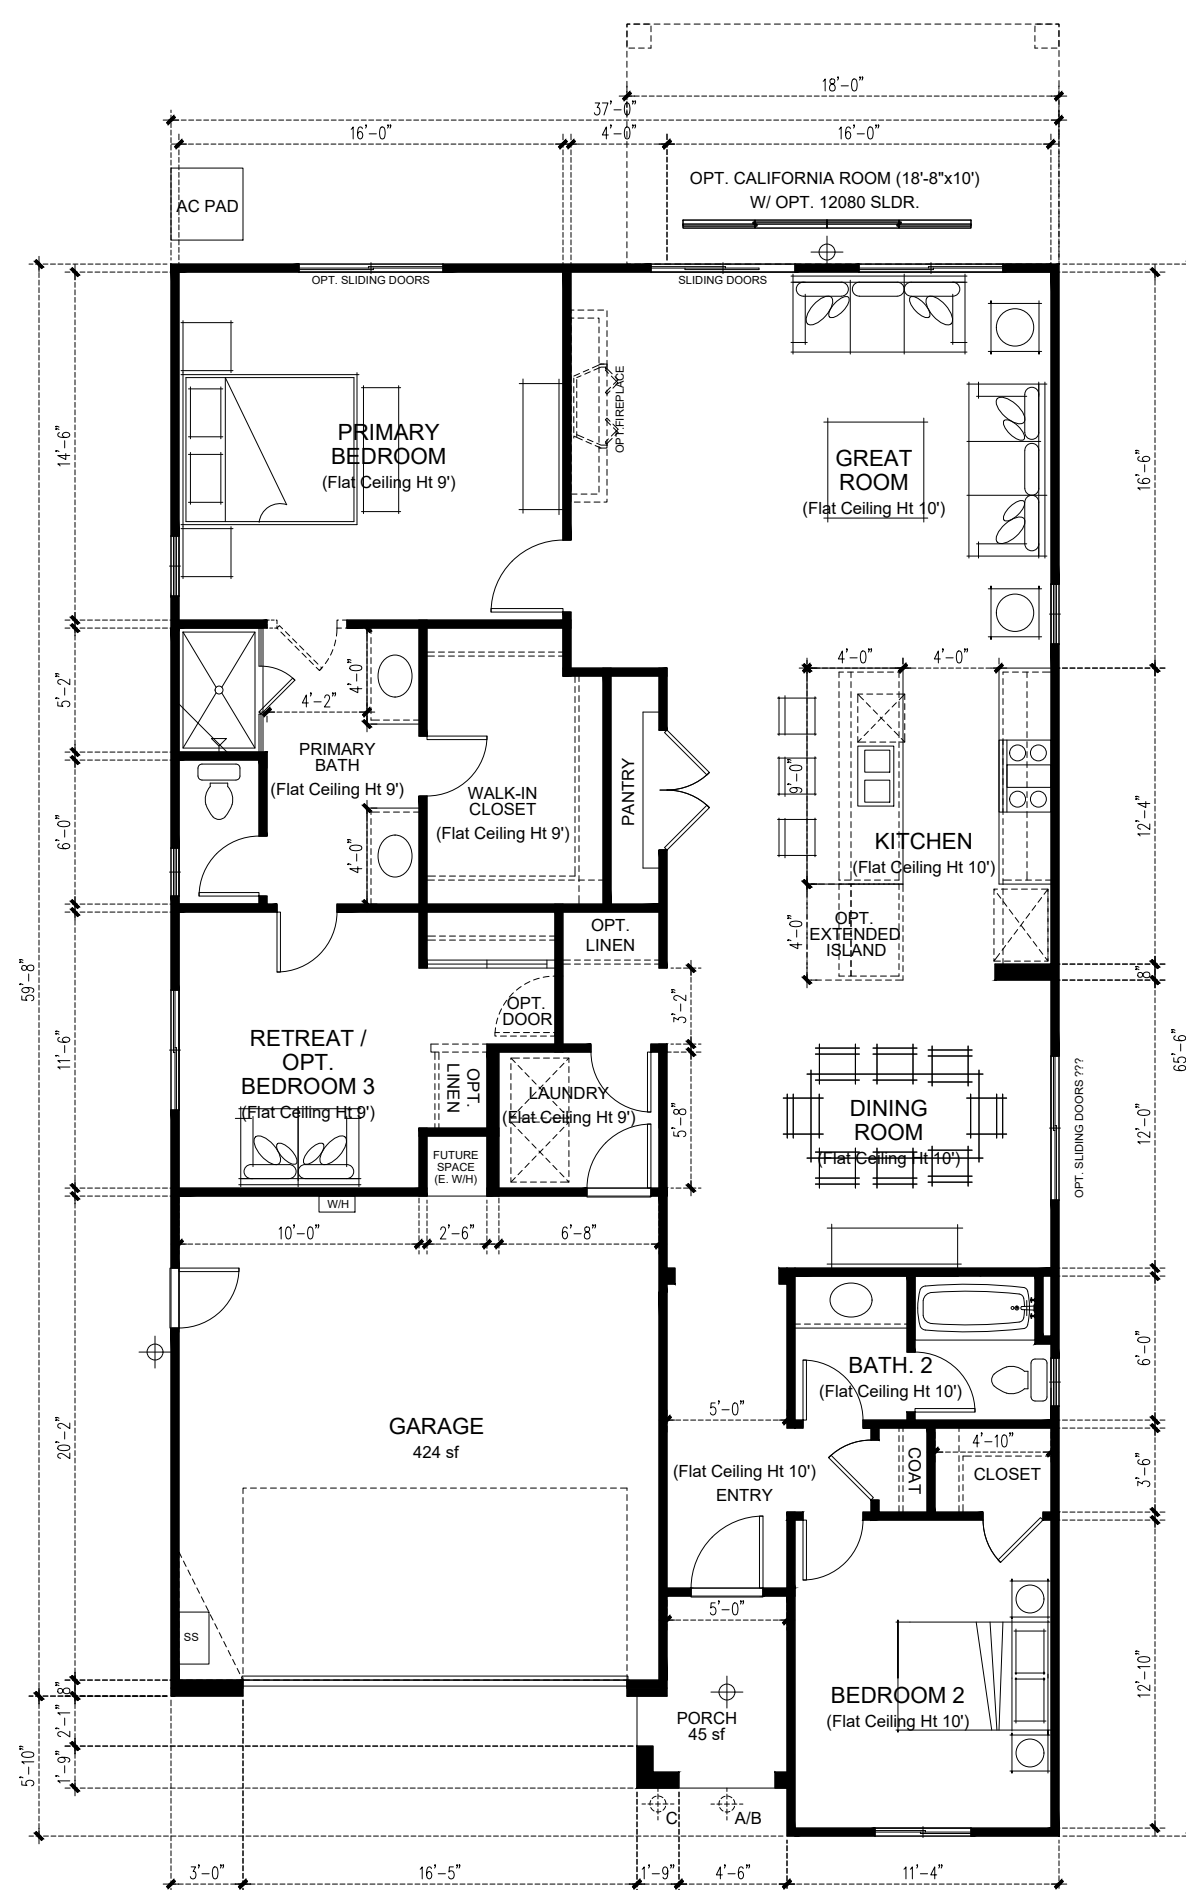 18'-0"
37'-0"
16'-0"
4'-0"
16'-0"
OPT. CALIFORNIA ROOM (18'-8"x10')
W/ OPT. 12080 SLDR.
AC PAD
OPT. SLIDING DOORS
SLIDING DOORS
14'-6"
16'-6"
OPT.FIREPLACE
PRIMARY
BEDROOM
(Flat Ceiling Ht 9')
GREAT
ROOM
(Flat Ceiling Ht 10')
5'-2"
4'-2"
4'-0"
4'-0"
4'-0"
PRIMARY
BATH
(Flat Ceiling Ht 9')
WALK-IN
CLOSET
(Flat Ceiling Ht 9')
PANTRY
9'-0"
12'-4"
KITCHEN
(Flat Ceiling Ht 10')
6'-0"
4'-0"
OPT.
LINEN
OPT.
EXTENDED
ISLAND
4'-0"
8"
59'-8"
OPT.
DOOR
3'-2"
RETREAT /
OPT.
BEDROOM 3
(Flat Ceiling Ht 9')
11'-6"
OPT.
LINEN
LAUNDRY
(Flat Ceiling Ht 9')
5'-8"
DINING
ROOM
(Flat Ceiling Ht 10')
OPT. SLIDING DOORS ???
12'-0"
65'-6"
FUTURE
SPACE
(E. W/H)
W/H
10'-0"
2'-6"
6'-8"
BATH. 2
(Flat Ceiling Ht 10')
6'-0"
20'-2"
GARAGE
424 sf
5'-0"
(Flat Ceiling Ht 10')
ENTRY
COAT
4'-10"
CLOSET
3'-6"
5'-0"
SS
BEDROOM 2
(Flat Ceiling Ht 10')
12'-10"
PORCH
45 sf
8"
2'-1"
1'-9"
5'-10"
C
A/B
3'-0"
16'-5"
1'-9"
4'-6"
11'-4"